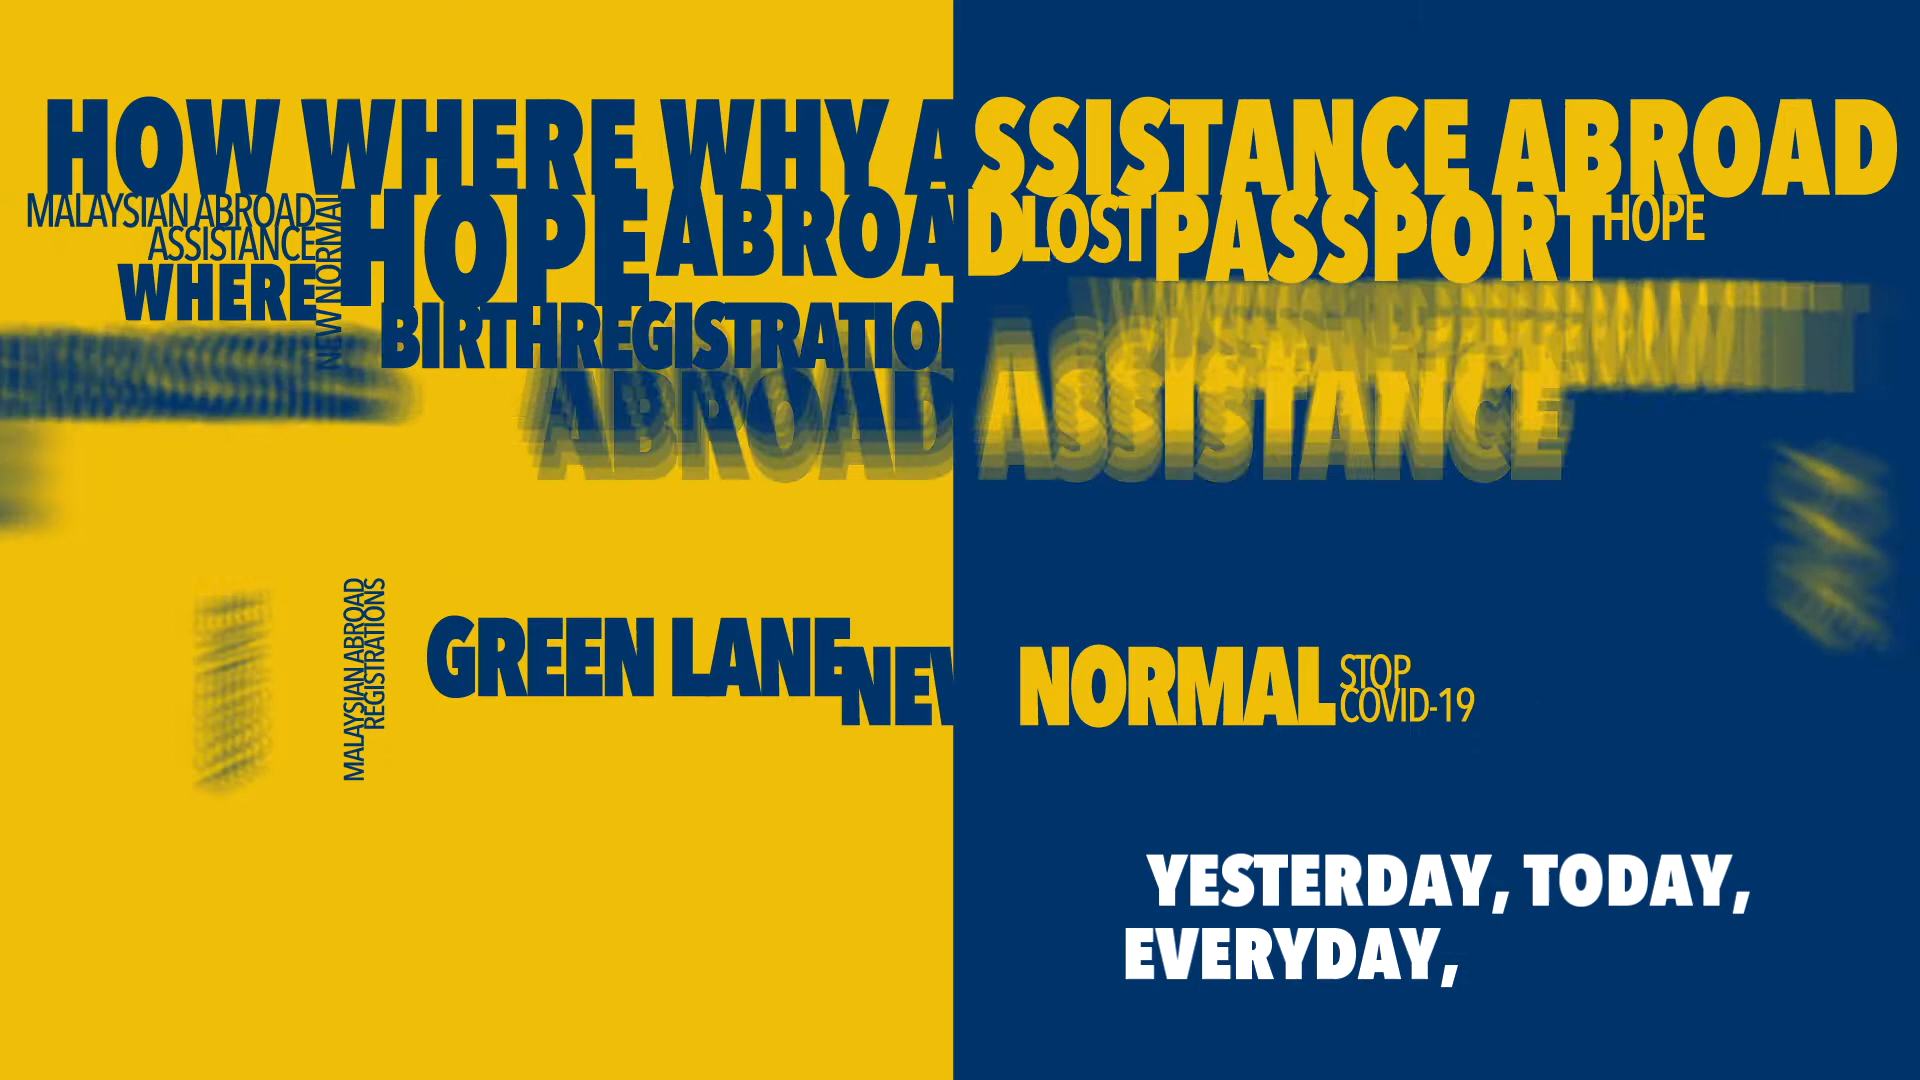 HOW WHERE WHY ASSISTANCE ABROAD
MALAYSIAN ABROAD
ASSISTANCE
WHERE
NEW NORMAL
HOPE
ABROAD
LOST
PASSPORT
HOPE
BIRTHREGISTRATIO
ABROAD ASSISTANCE
MALAYSIAN ABROAD
REGISTRATIONS
GREEN LANE
NEW NORMAL
STOP
COVID-19
YESTERDAY, TODAY,
EVERYDAY,